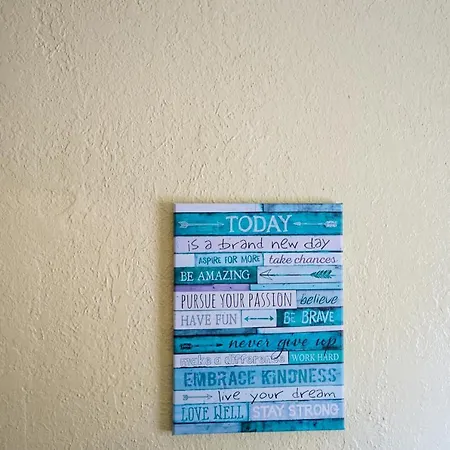 TODAY
is a brand new day
ASPIRE FOR MORE take chances
BE AMAZING
PURSUE YOUR PASSION believe
HAVE FUN BE BRAVE
never give up
make a difference WORK HARD
EMBRACE KINDNESS
live your dream
LOVE WELL STAY STRONG